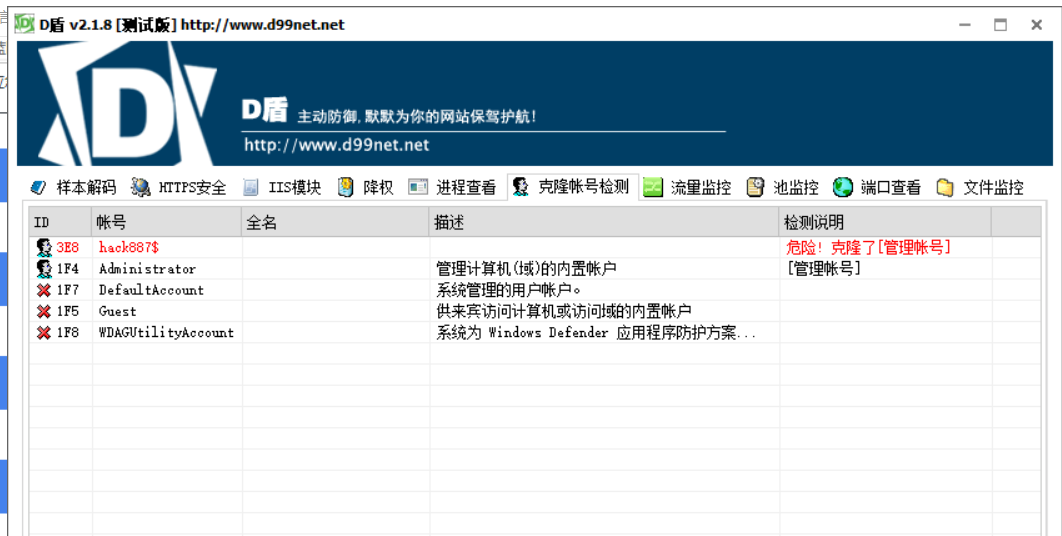 D盾 v2.1.8 [测试版] http://www.d99net.net
D盾 主动防御,默默为你的网站保驾护航!
http://www.d99net.net
样本解码 HTTPS安全 IIS模块 降权 进程查看 克隆帐号检测 流量监控 池监控 端口查看 文件监控
ID 帐号 全名 描述 检测说明
3E8 hack887$ 危险! 克隆了[管理帐号]
1F4 Administrator 管理计算机(域)的内置帐户 [管理帐号]
1F7 DefaultAccount 系统管理的用户帐户。
1F5 Guest 供来宾访问计算机或访问域的内置帐户
1F8 WDAGUtilityAccount 系统为 Windows Defender 应用程序防护方案...